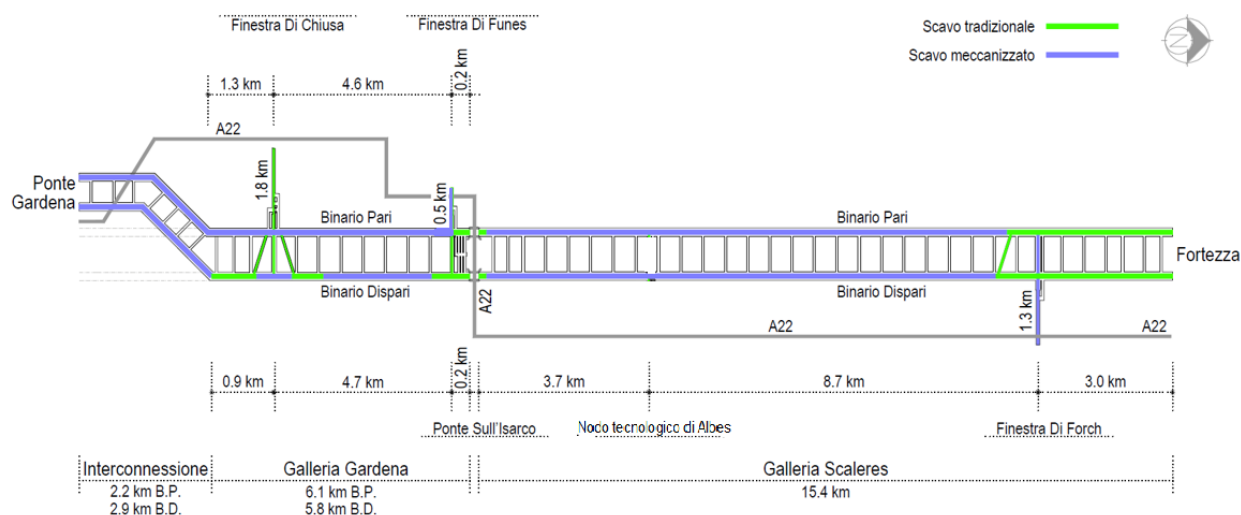 Finestra Di Chiusa
Finestra Di Funes
Scavo tradizionale
Scavo meccanizzato
N
1.3 km
4.6 km
0.2 km
A22
Ponte
Gardena
1.8 km
0.5 km
Binario Pari
Binario Pari
Fortezza
Binario Dispari
A22
Binario Dispari
1.3 km
A22
A22
0.9 km
4.7 km
0.2 km
3.7 km
8.7 km
3.0 km
Ponte Sull'Isarco
Nodo tecnologico di Albes
Finestra Di Forch
Interconnessione
Galleria Gardena
Galleria Scaleres
2.2 km B.P.
6.1 km B.P.
15.4 km
2.9 km B.D.
5.8 km B.D.